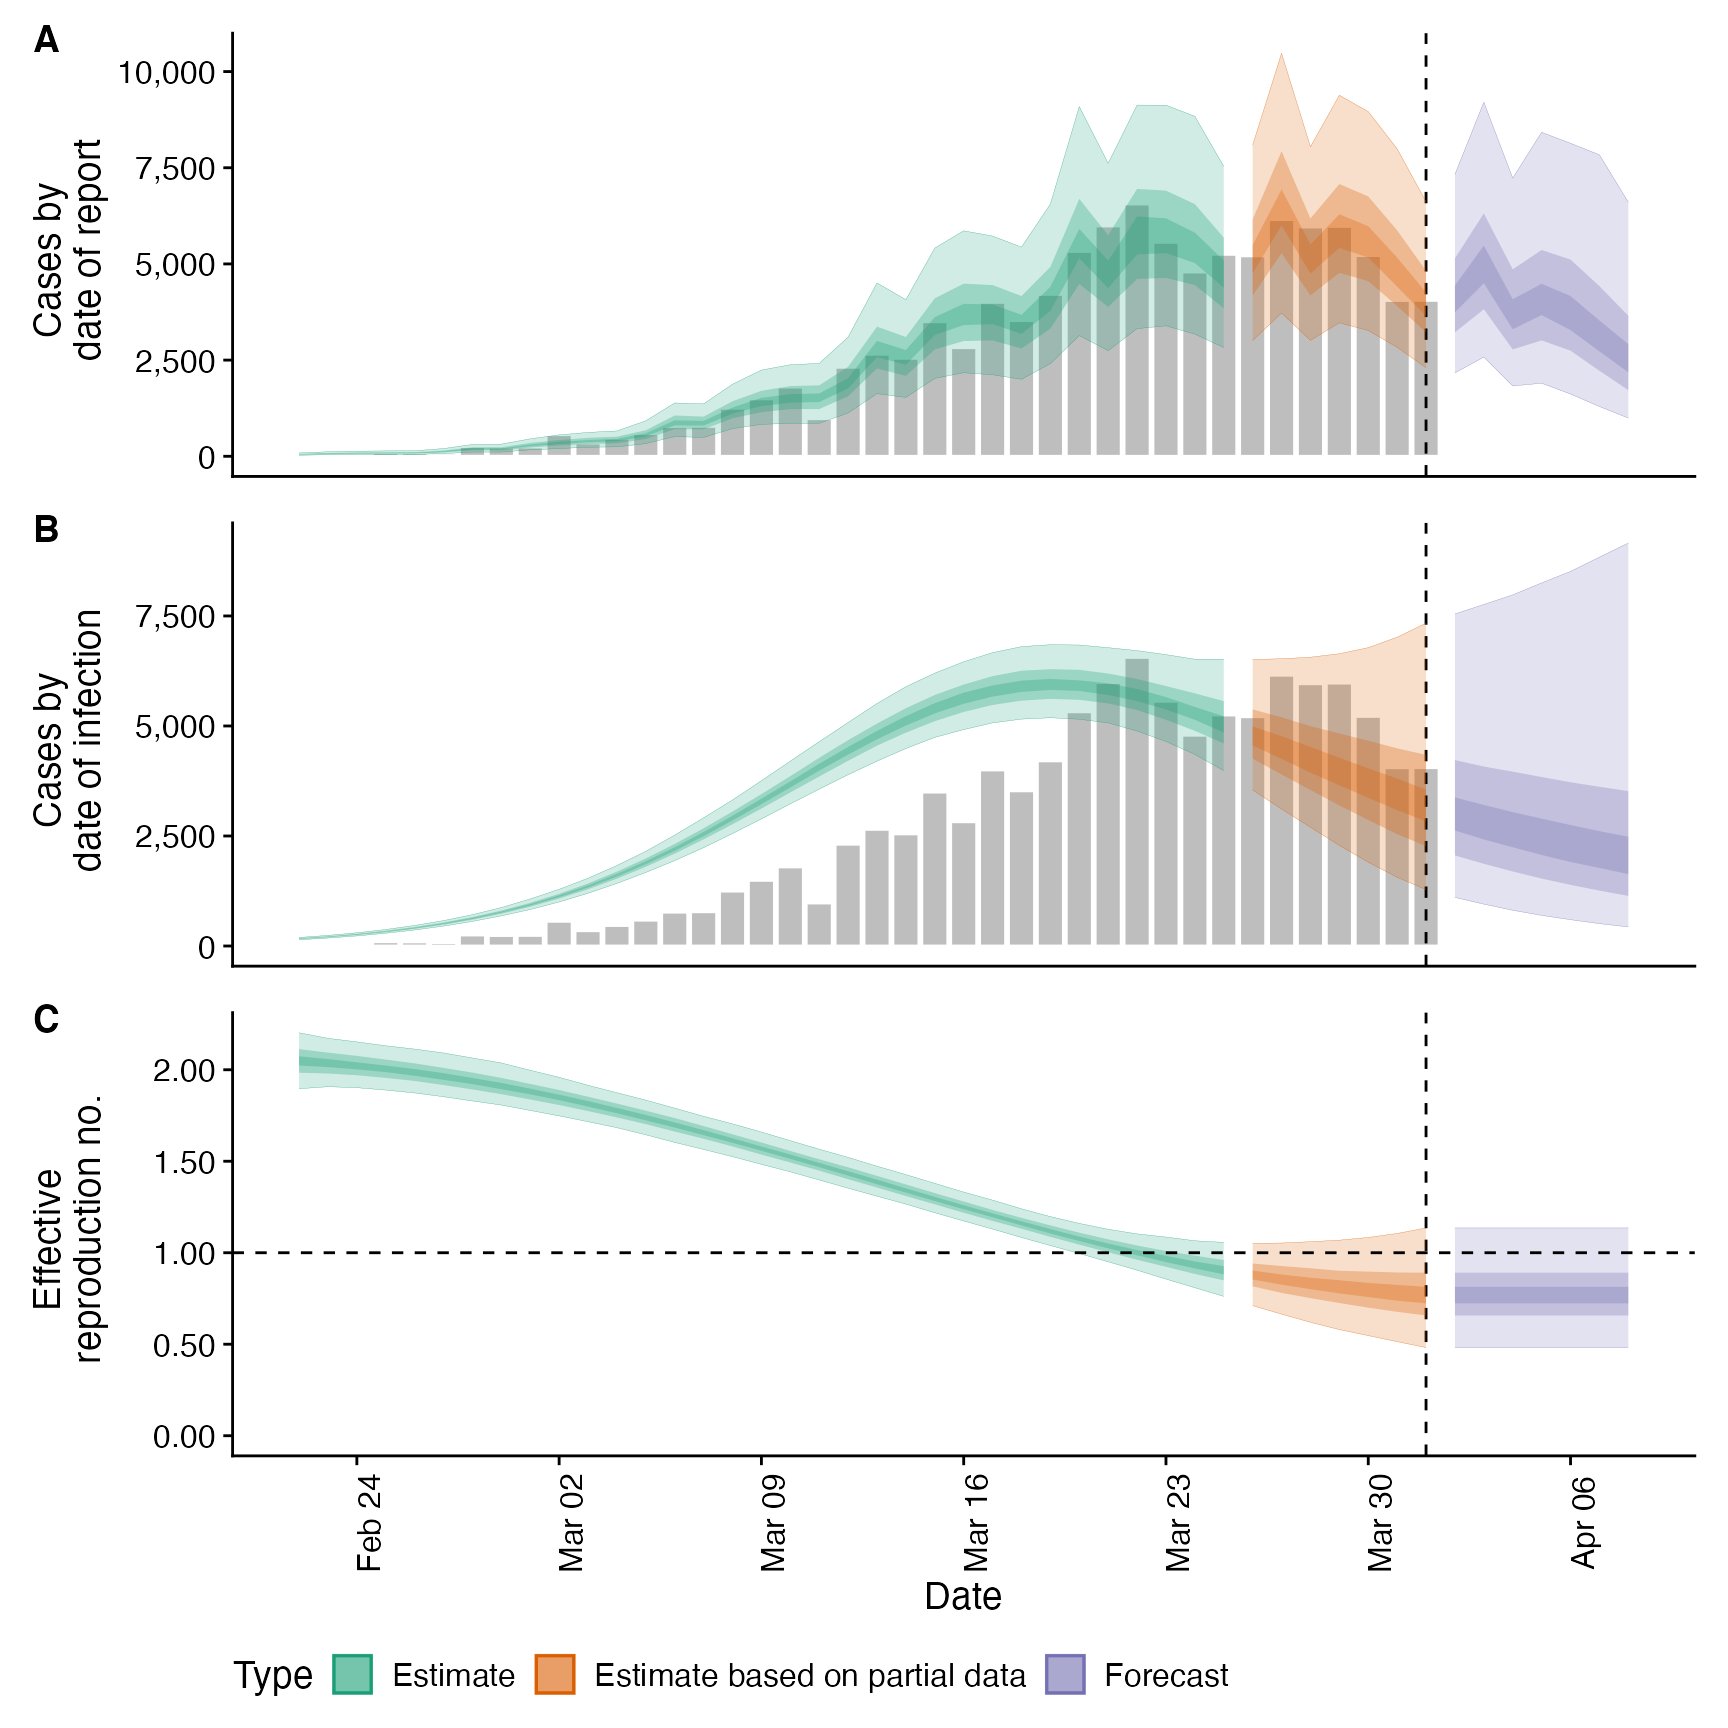 A
Cases by
date of report
10,000
7,500
5,000
2,500
0
B
Cases by
date of infection
7,500
5,000
2,500
0
C
Effective
reproduction no.
2.00
1.50
1.00
0.50
0.00
Feb 24
Mar 02
Mar 09
Mar 16
Mar 23
Mar 30
Apr 06
Date
Type
Estimate
Estimate based on partial data
Forecast